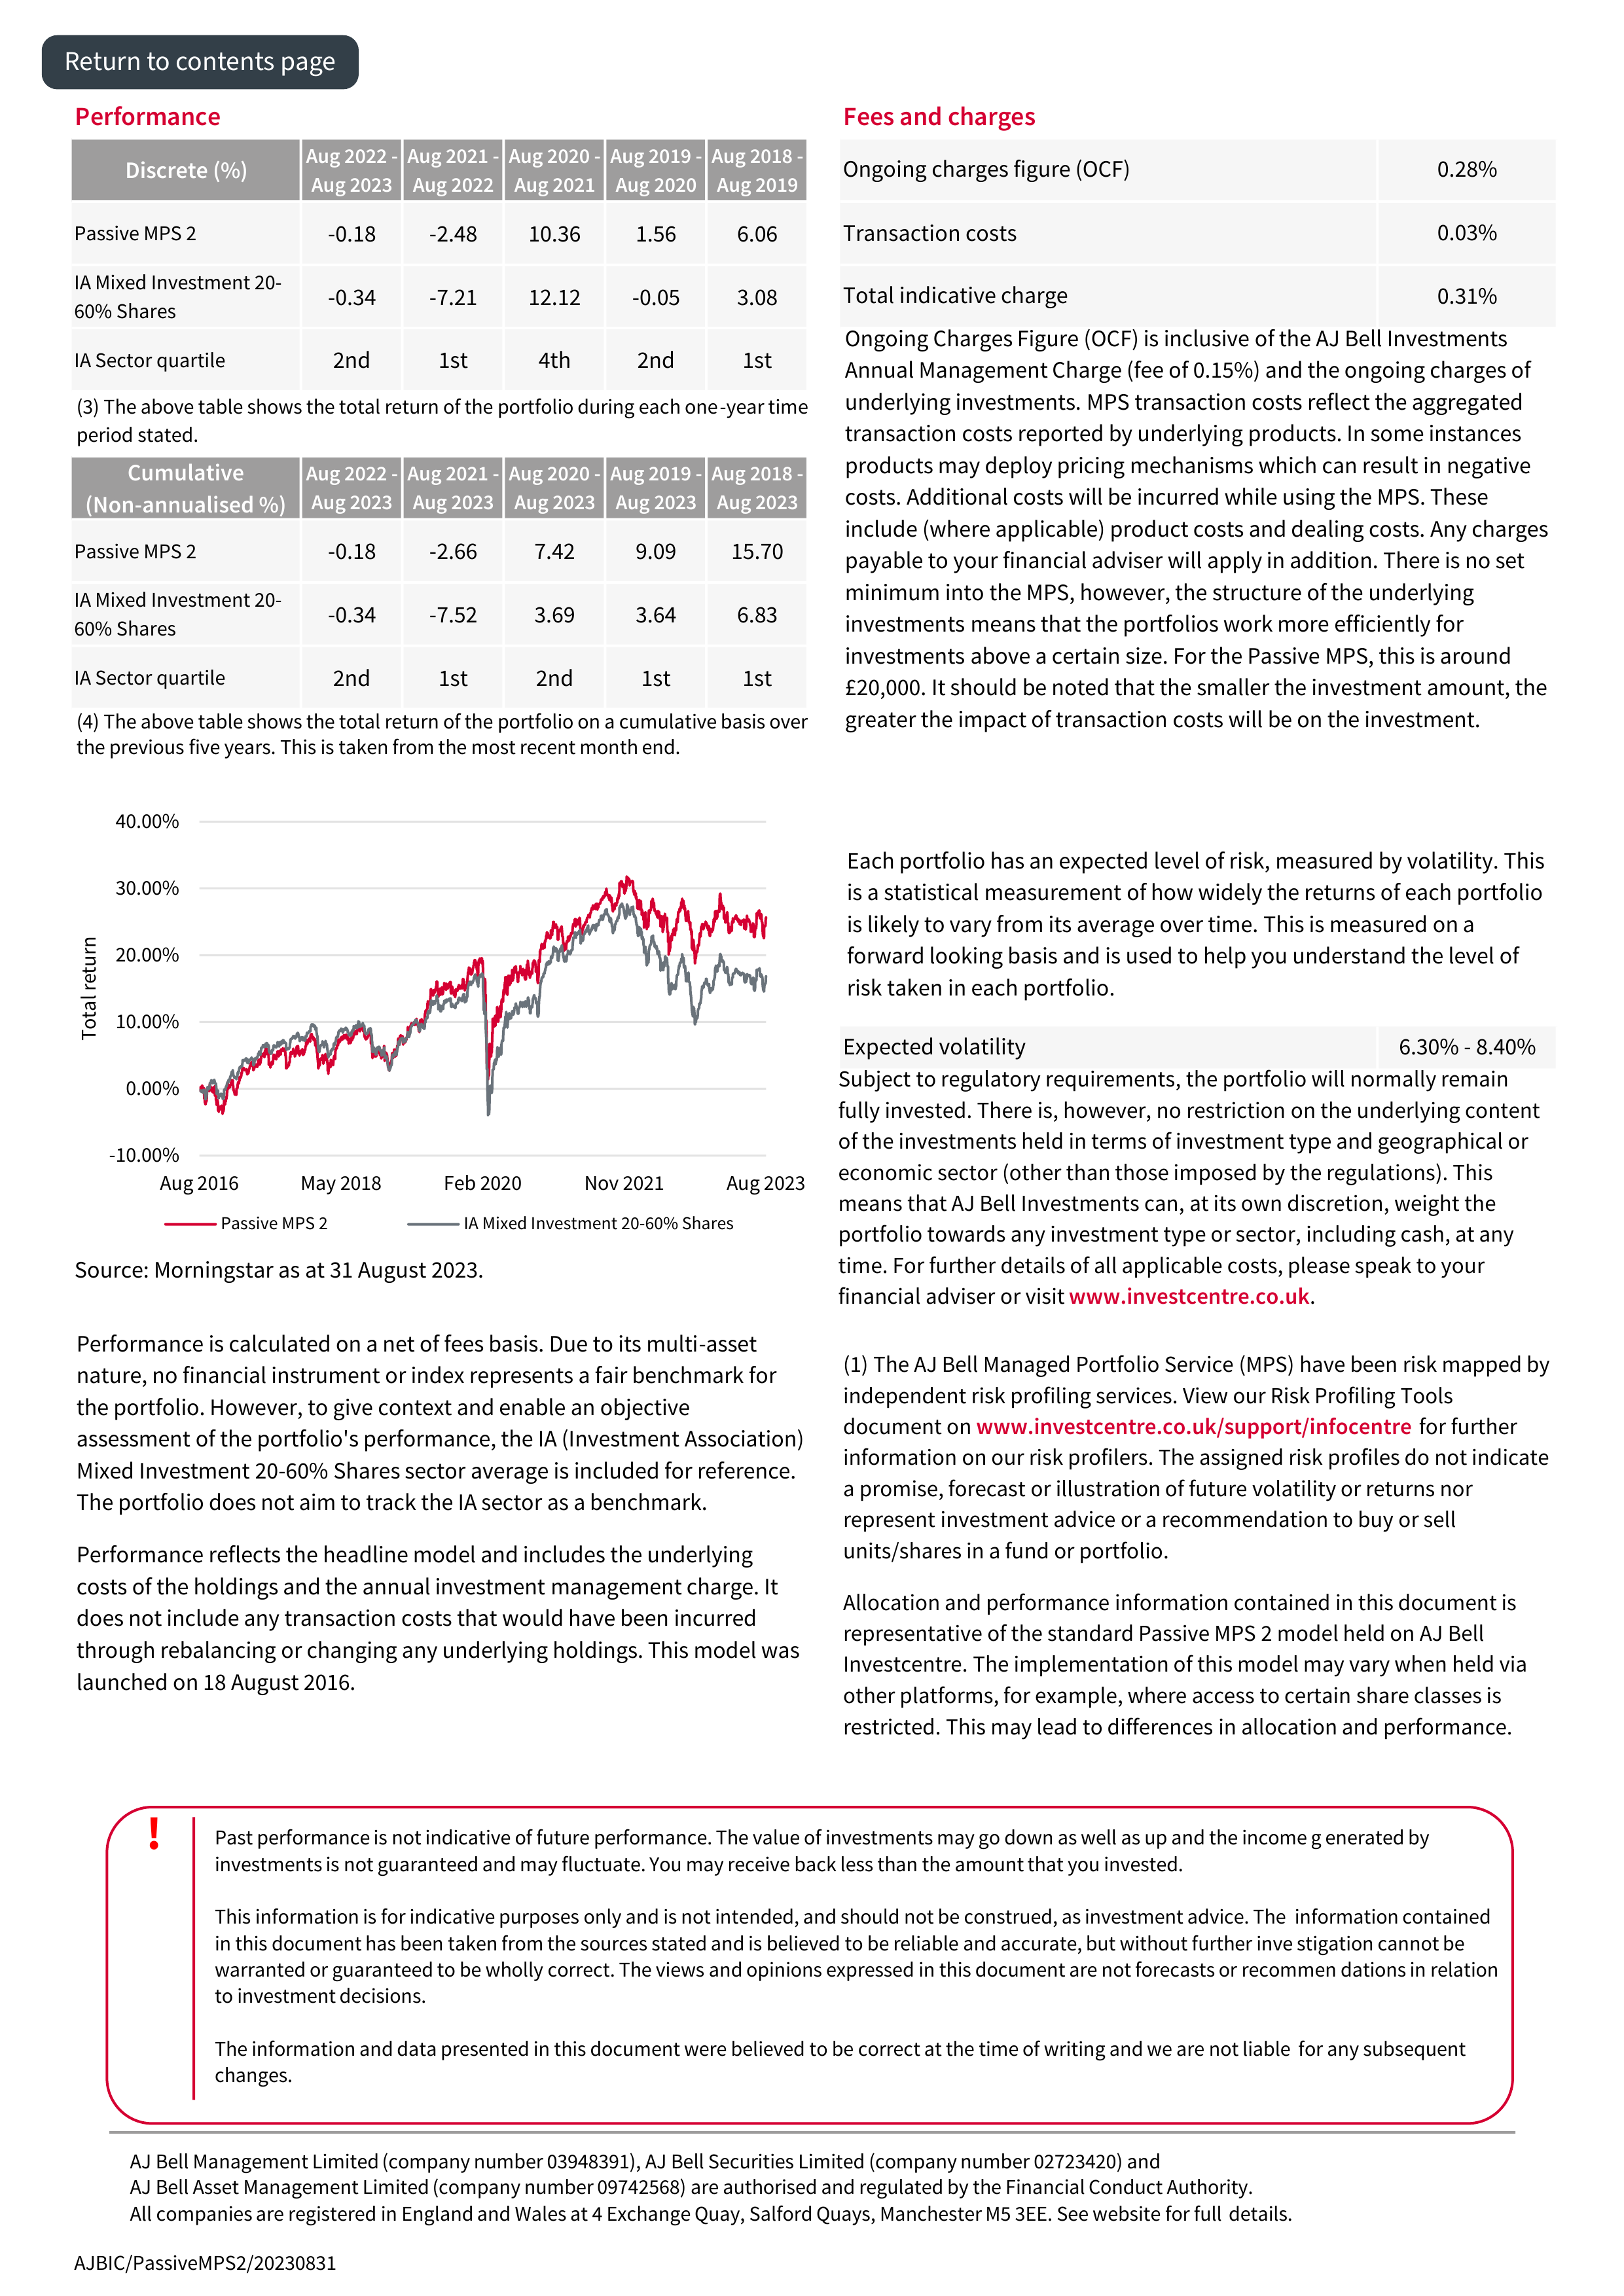 Return to contents page
Performance
Discrete (%)
Aug 2022 - Aug 2023
Aug 2021 - Aug 2022
Aug 2020 - Aug 2021
Aug 2019 - Aug 2020
Aug 2018 - Aug 2019
Passive MPS 2
-0.18
-2.48
10.36
1.56
6.06
IA Mixed Investment 20-
60% Shares
-0.34
-7.21
12.12
-0.05
3.08
IA Sector quartile
2nd
1st
4th
2nd
1st
(3) The above table shows the total return of the portfolio during each one-year time
period stated.
Cumulative
(Non-annualised %)
Aug 2022 - Aug 2023
Aug 2021 - Aug 2023
Aug 2020 - Aug 2023
Aug 2019 - Aug 2023
Aug 2018 - Aug 2023
Passive MPS 2
-0.18
-2.66
7.42
9.09
15.70
IA Mixed Investment 20-
60% Shares
-0.34
-7.52
3.69
3.64
6.83
IA Sector quartile
2nd
1st
2nd
1st
1st
(4) The above table shows the total return of the portfolio on a cumulative basis over
the previous five years. This is taken from the most recent month end.
40.00%
30.00%
20.00%
10.00%
0.00%
-10.00%
Total return
Aug 2016
May 2018
Feb 2020
Nov 2021
Aug 2023
Passive MPS 2
IA Mixed Investment 20-60% Shares
Source: Morningstar as at 31 August 2023.
Performance is calculated on a net of fees basis. Due to its multi-asset
nature, no financial instrument or index represents a fair benchmark for
the portfolio. However, to give context and enable an objective
assessment of the portfolio's performance, the IA (Investment Association)
Mixed Investment 20-60% Shares sector average is included for reference.
The portfolio does not aim to track the IA sector as a benchmark.
Performance reflects the headline model and includes the underlying
costs of the holdings and the annual investment management charge. It
does not include any transaction costs that would have been incurred
through rebalancing or changing any underlying holdings. This model was
launched on 18 August 2016.
Fees and charges
Ongoing charges figure (OCF)
0.28%
Transaction costs
0.03%
Total indicative charge
0.31%
Ongoing Charges Figure (OCF) is inclusive of the AJ Bell Investments
Annual Management Charge (fee of 0.15%) and the ongoing charges of
underlying investments. MPS transaction costs reflect the aggregated
transaction costs reported by underlying products. In some instances
products may deploy pricing mechanisms which can result in negative
costs. Additional costs will be incurred while using the MPS. These
include (where applicable) product costs and dealing costs. Any charges
payable to your financial adviser will apply in addition. There is no set
minimum into the MPS, however, the structure of the underlying
investments means that the portfolios work more efficiently for
investments above a certain size. For the Passive MPS, this is around
£20,000. It should be noted that the smaller the investment amount, the
greater the impact of transaction costs will be on the investment.
Each portfolio has an expected level of risk, measured by volatility. This
is a statistical measurement of how widely the returns of each portfolio
is likely to vary from its average over time. This is measured on a
forward looking basis and is used to help you understand the level of
risk taken in each portfolio.
Expected volatility
6.30% - 8.40%
Subject to regulatory requirements, the portfolio will normally remain
fully invested. There is, however, no restriction on the underlying content
of the investments held in terms of investment type and geographical or
economic sector (other than those imposed by the regulations). This
means that AJ Bell Investments can, at its own discretion, weight the
portfolio towards any investment type or sector, including cash, at any
time. For further details of all applicable costs, please speak to your
financial adviser or visit www.investcentre.co.uk.
(1) The AJ Bell Managed Portfolio Service (MPS) have been risk mapped by
independent risk profiling services. View our Risk Profiling Tools
document on www.investcentre.co.uk/support/infocentre for further
information on our risk profilers. The assigned risk profiles do not indicate
a promise, forecast or illustration of future volatility or returns nor
represent investment advice or a recommendation to buy or sell
units/shares in a fund or portfolio.
Allocation and performance information contained in this document is
representative of the standard Passive MPS 2 model held on AJ Bell
Investcentre. The implementation of this model may vary when held via
other platforms, for example, where access to certain share classes is
restricted. This may lead to differences in allocation and performance.
!
Past performance is not indicative of future performance. The value of investments may go down as well as up and the income g enerated by
investments is not guaranteed and may fluctuate. You may receive back less than the amount that you invested.
This information is for indicative purposes only and is not intended, and should not be construed, as investment advice. The information contained
in this document has been taken from the sources stated and is believed to be reliable and accurate, but without further inve stigation cannot be
warranted or guaranteed to be wholly correct. The views and opinions expressed in this document are not forecasts or recommen dations in relation
to investment decisions.
The information and data presented in this document were believed to be correct at the time of writing and we are not liable for any subsequent
changes.
AJ Bell Management Limited (company number 03948391), AJ Bell Securities Limited (company number 02723420) and
AJ Bell Asset Management Limited (company number 09742568) are authorised and regulated by the Financial Conduct Authority.
All companies are registered in England and Wales at 4 Exchange Quay, Salford Quays, Manchester M5 3EE. See website for full details.
AJBIC/PassiveMPS2/20230831